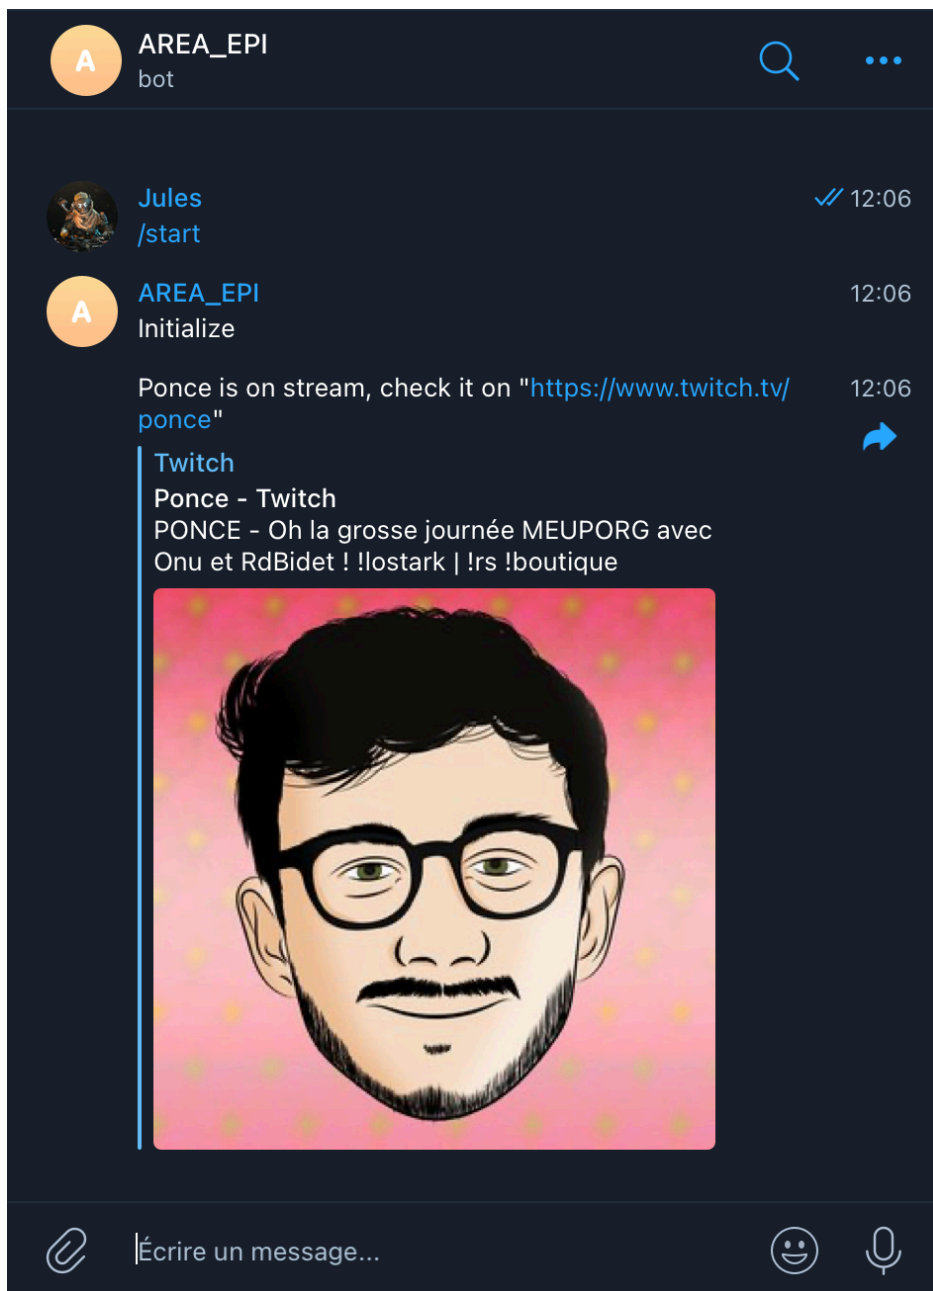 A
AREA_EPI
bot
Jules
12:06
/start
A
AREA_EPI
12:06
Initialize
Ponce is on stream, check it on "https://www.twitch.tv/
12:06
ponce"
Twitch
Ponce - Twitch
PONCE - Oh la grosse journée MEUPORG avec
Onu et RdBidet ! !lostark | !rs !boutique
Écrire un message...